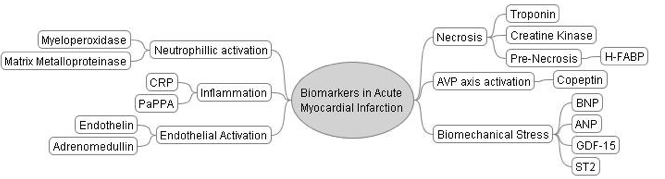 Myeloperoxidase
Matrix Metalloproteinase
Neutrophillic activation
CRP
PaPPA
Inflammation
Endothelin
Adrenomedullin
Endothelial Activation
Biomarkers in Acute
Myocardial Infarction
Necrosis
Troponin
Creatine Kinase
Pre-Necrosis
H-FABP
AVP axis activation
Copeptin
Biomechanical Stress
BNP
ANP
GDF-15
ST2